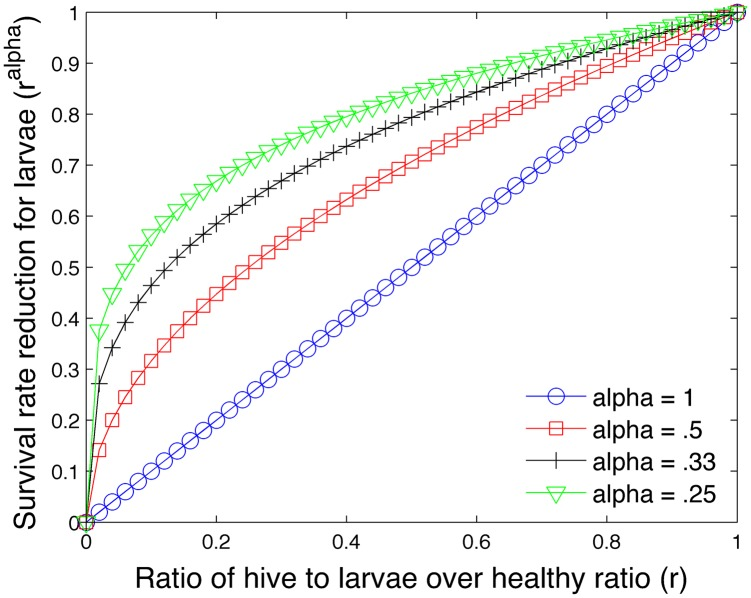 Survival rate reduction for larvae (r^alpha)
1
0.9
0.8
0.7
0.6
0.5
0.4
0.3
0.2
0.1
0
alpha = 1
alpha = .5
alpha = .33
alpha = .25
0 0.2 0.4 0.6 0.8 1
Ratio of hive to larvae over healthy ratio (r)